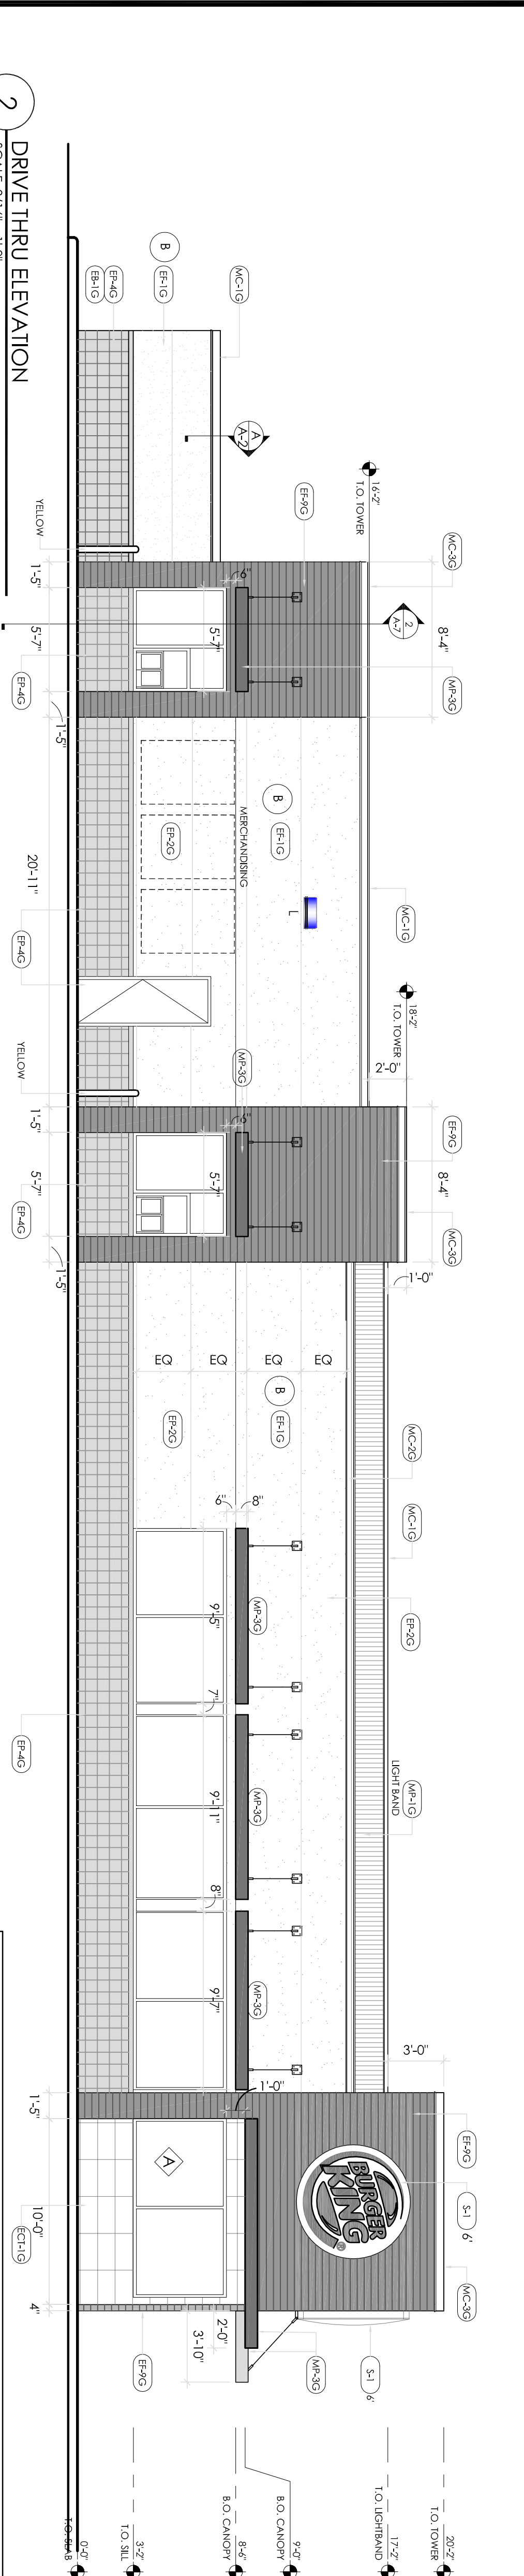 2
DRIVE THRU ELEVATION
MC-3G
8'-4"
MP-3G
16'-2"
T.O. TOWER
2
A-7
MC-1G
A
A-2
EF-9G
B
EF-1G
EP-4G
EB-1G
YELLOW
6"
5'-7"
1'-5"
5'-7"
1'-5"
EP-4G
MC-1G
B
EF-1G
MERCHANDISING
EP-2G
L
20'-11"
EP-4G
YELLOW
18'-2"
T.O. TOWER
2'-0"
EF-9G
8'-4"
MC-3G
MP-3G
6"
5'-7"
1'-0"
1'-5"
5'-7"
1'-5"
EP-4G
EQ
EQ
EQ
EQ
B
EF-1G
EP-2G
MC-2G
MC-1G
EP-2G
MP-1G
LIGHT BAND
6"
8"
MP-3G
MP-3G
MP-3G
9'-5"
7"
9'-11"
8"
9'-7"
EP-4G
3'-0"
EF-9G
S-1
6'
MC-3G
BURGER
KING
®
1'-0"
A
S-1
6'
MP-3G
2'-0"
3'-10"
EF-9G
1'-5"
10'-0"
4"
ECT-1G
20'-2"
T.O. TOWER
17'-2"
T.O. LIGHTBAND
9'-0"
B.O. CANOPY
8'-6"
B.O. CANOPY
3'-2"
T.O. SILL
0'-0"
T.O. SLAB